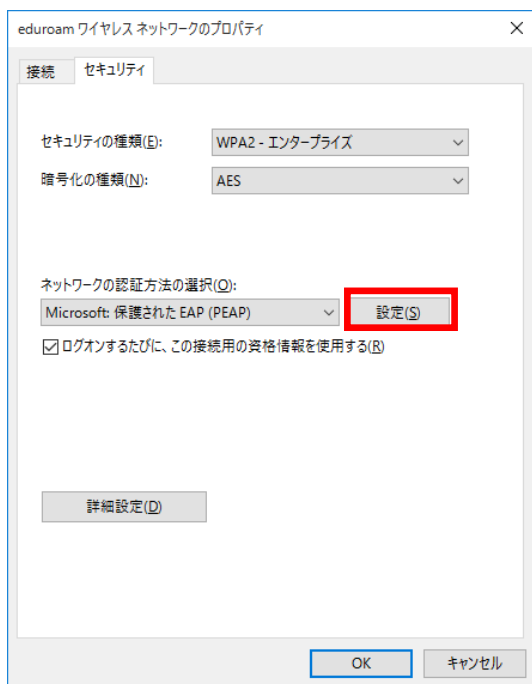 eduroam ワイヤレス ネットワークのプロパティ
接続 セキュリティ
セキュリティの種類(E): WPA2 - エンタープライズ
暗号化の種類(N): AES
ネットワークの認証方法の選択(O):
Microsoft: 保護された EAP (PEAP) 設定(S)
ログオンするたびに、この接続用の資格情報を使用する(R)
詳細設定(D)
OK キャンセル